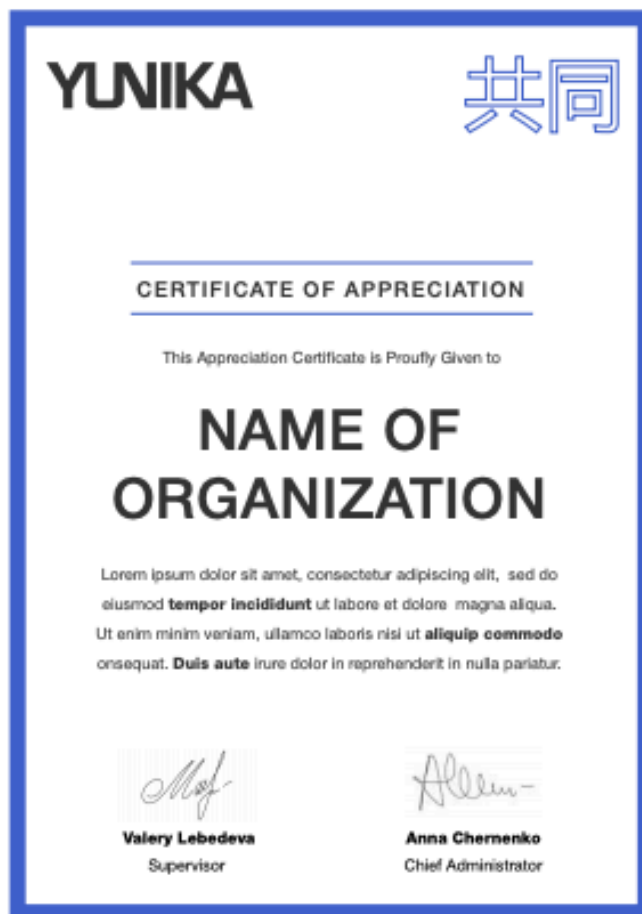 YUNIKA
共同
CERTIFICATE OF APPRECIATION
This Appreciation Certificate is Proufly Given to
NAME OF
ORGANIZATION
Lorem ipsum dolor sit amet, consectetur adipiscing elit, sed do
eiusmod tempor incididunt ut labore et dolore magna aliqua.
Ut enim minim veniam, ullamco laboris nisi ut aliquip commodo
onsequat. Duis aute irure dolor in reprehenderit in nulla pariatur.
Valery Lebedeva
Anna Chernenko
Supervisor
Chief Administrator